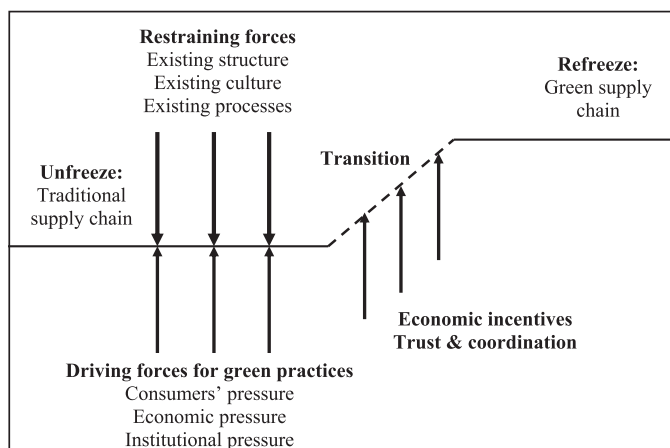 Restraining forces
Existing structure
Existing culture
Existing processes
Refreeze:
Green supply
chain
Transition
Unfreeze:
Traditional
supply chain
Economic incentives
Trust & coordination
Driving forces for green practices
Consumers’ pressure
Economic pressure
Institutional pressure